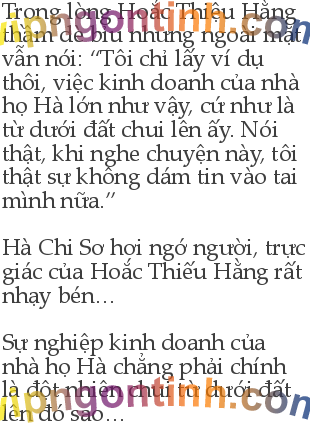 Trong lòng Hoắc Thiệu Hằng
thầm đề phòng nhưng ngoài mặt
vẫn nói: “Tôi chỉ lấy ví dụ
thôi, việc kinh doanh của nhà
họ Hà lớn như vậy, cứ như là
từ dưới đất chui lên ấy. Nói
thật, khi nghe chuyện này, tôi
thật sự không dám tin vào tai
mình nữa.”
Hà Chi Sơ hơi ngớ người, trực
giác của Hoắc Thiếu Hằng rất
nhạy bén…
Sự nghiệp kinh doanh của
nhà họ Hà chẳng phải chính
là đột nhiên chui từ dưới đất
lên đó sao…